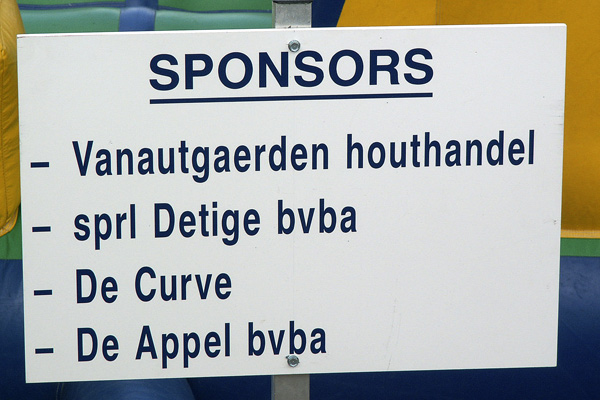 SPONSORS
- Vanautgaerden houthandel
- sprl Detige bvba
- De Curve
- De Appel bvba